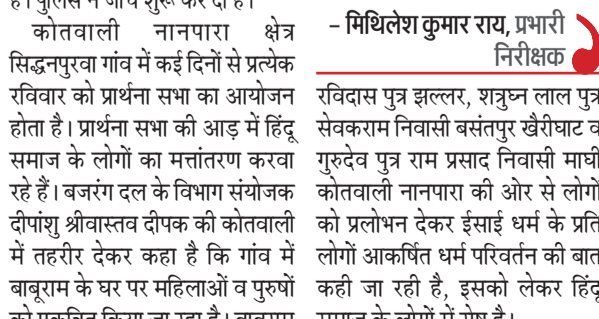 है। पुलिस ने जांच शुरू कर दी है।
कोतवाली नानपारा क्षेत्र
सिद्धनपुरवा गांव में कई दिनों से प्रत्येक
रविवार को प्रार्थना सभा का आयोजन
होता है। प्रार्थना सभा की आड़ में हिंदू
समाज के लोगों का मत्तांतरण करवा
रहे हैं। बजरंग दल के विभाग संयोजक
दीपांशु श्रीवास्तव दीपक की कोतवाली
में तहरीर देकर कहा है कि गांव में
बाबूराम के घर पर महिलाओं व पुरुषों
को एकत्रित किया जा रहा है।
– मिथिलेश कुमार राय, प्रभारी
निरीक्षक
रविदास पुत्र झल्लर, शत्रुघ्न लाल पुत्र
सेवकराम निवासी बसंतपुर खैरीघाट व
गुरुदेव पुत्र राम प्रसाद निवासी माघी
कोतवाली नानपारा की ओर से लोगों
को प्रलोभन देकर ईसाई धर्म के प्रति
लोगों आकर्षित धर्म परिवर्तन की बात
कही जा रही है, इसको लेकर हिंदू
समाज के लोगों में रोष है।